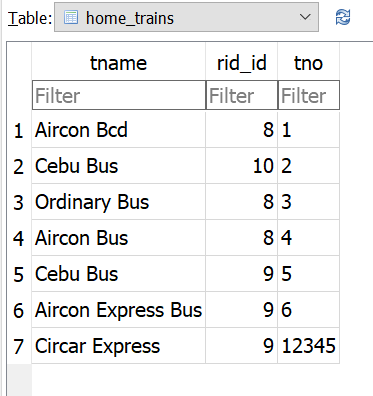 Table: home_trains
tname rid_id tno
Filter Filter Filter
1 Aircon Bcd 8 1
2 Cebu Bus 10 2
3 Ordinary Bus 8 3
4 Aircon Bus 8 4
5 Cebu Bus 9 5
6 Aircon Express Bus 9 6
7 Circar Express 9 12345